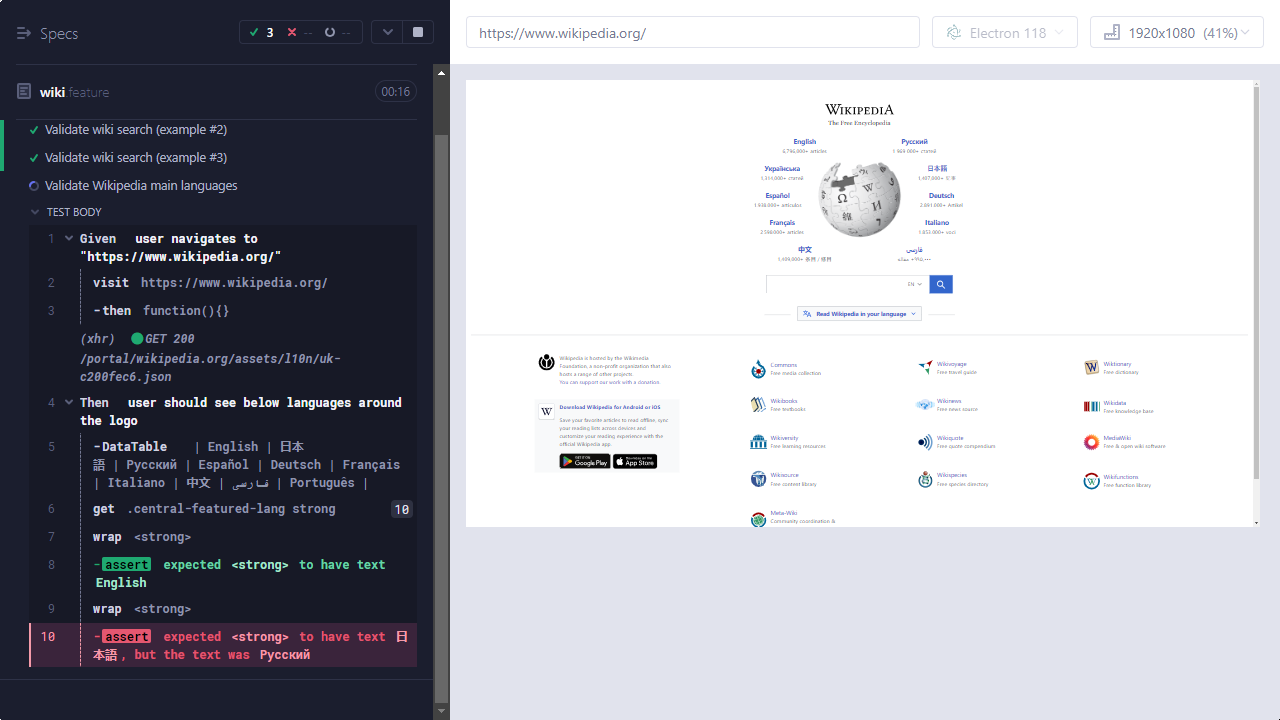 Specs
3
--
--
wiki.feature
00:16
Validate wiki search (example #2)
Validate wiki search (example #3)
Validate Wikipedia main languages
TEST BODY
1 Given user navigates to
"https://www.wikipedia.org/"
2 visit https://www.wikipedia.org/
3 -then function(){}
(xhr) GET 200
/portal/wikipedia.org/assets/l10n/uk-
c00fec6.json
4 Then user should see below languages around
the logo
5 -DataTable | English | 日本
語 | Русский | Español | Deutsch | Français
| Italiano | 中文 | فارسی | Português |
6 get .central-featured-lang strong 10
7 wrap <strong>
8 -assert expected <strong> to have text
English
9 wrap <strong>
10 -assert expected <strong> to have text 日
本語, but the text was Русский
https://www.wikipedia.org/
Electron 118
1920x1080 (41%)
WIKIPEDIA
The Free Encyclopedia
English
6,796,000+ articles
Русский
1 969 000+ статей
Українська
1,311,000+ статей
日本語
1,407,000+ 記事
Español
1.938.000+ artículos
Deutsch
2.891.000+ Artikel
Français
2 598 000+ articles
Italiano
1.853.000+ voci
中文
1,409,000+ 条目 / 條目
فارسی
EN
Read Wikipedia in your language
Wikipedia is hosted by the Wikimedia
Foundation, a non-profit organization that also
hosts a range of other projects.
You can support our work with a donation.
Download Wikipedia for Android or iOS
Save your favorite articles to read offline, sync
your reading lists across devices and
customize your reading experience with the
official Wikipedia app.
GET IT ON
Google Play
Download on the
App Store
Commons
Free media collection
Wikivoyage
Free travel guide
Wiktionary
Free dictionary
Wikibooks
Free textbooks
Wikinews
Free news source
Wikidata
Free knowledge base
Wikiversity
Free learning resources
Wikiquote
Free quote compendium
MediaWiki
Free & open wiki software
Wikisource
Free content library
Wikispecies
Free species directory
Wikifunctions
Free function library
Meta-Wiki
Community coordination &